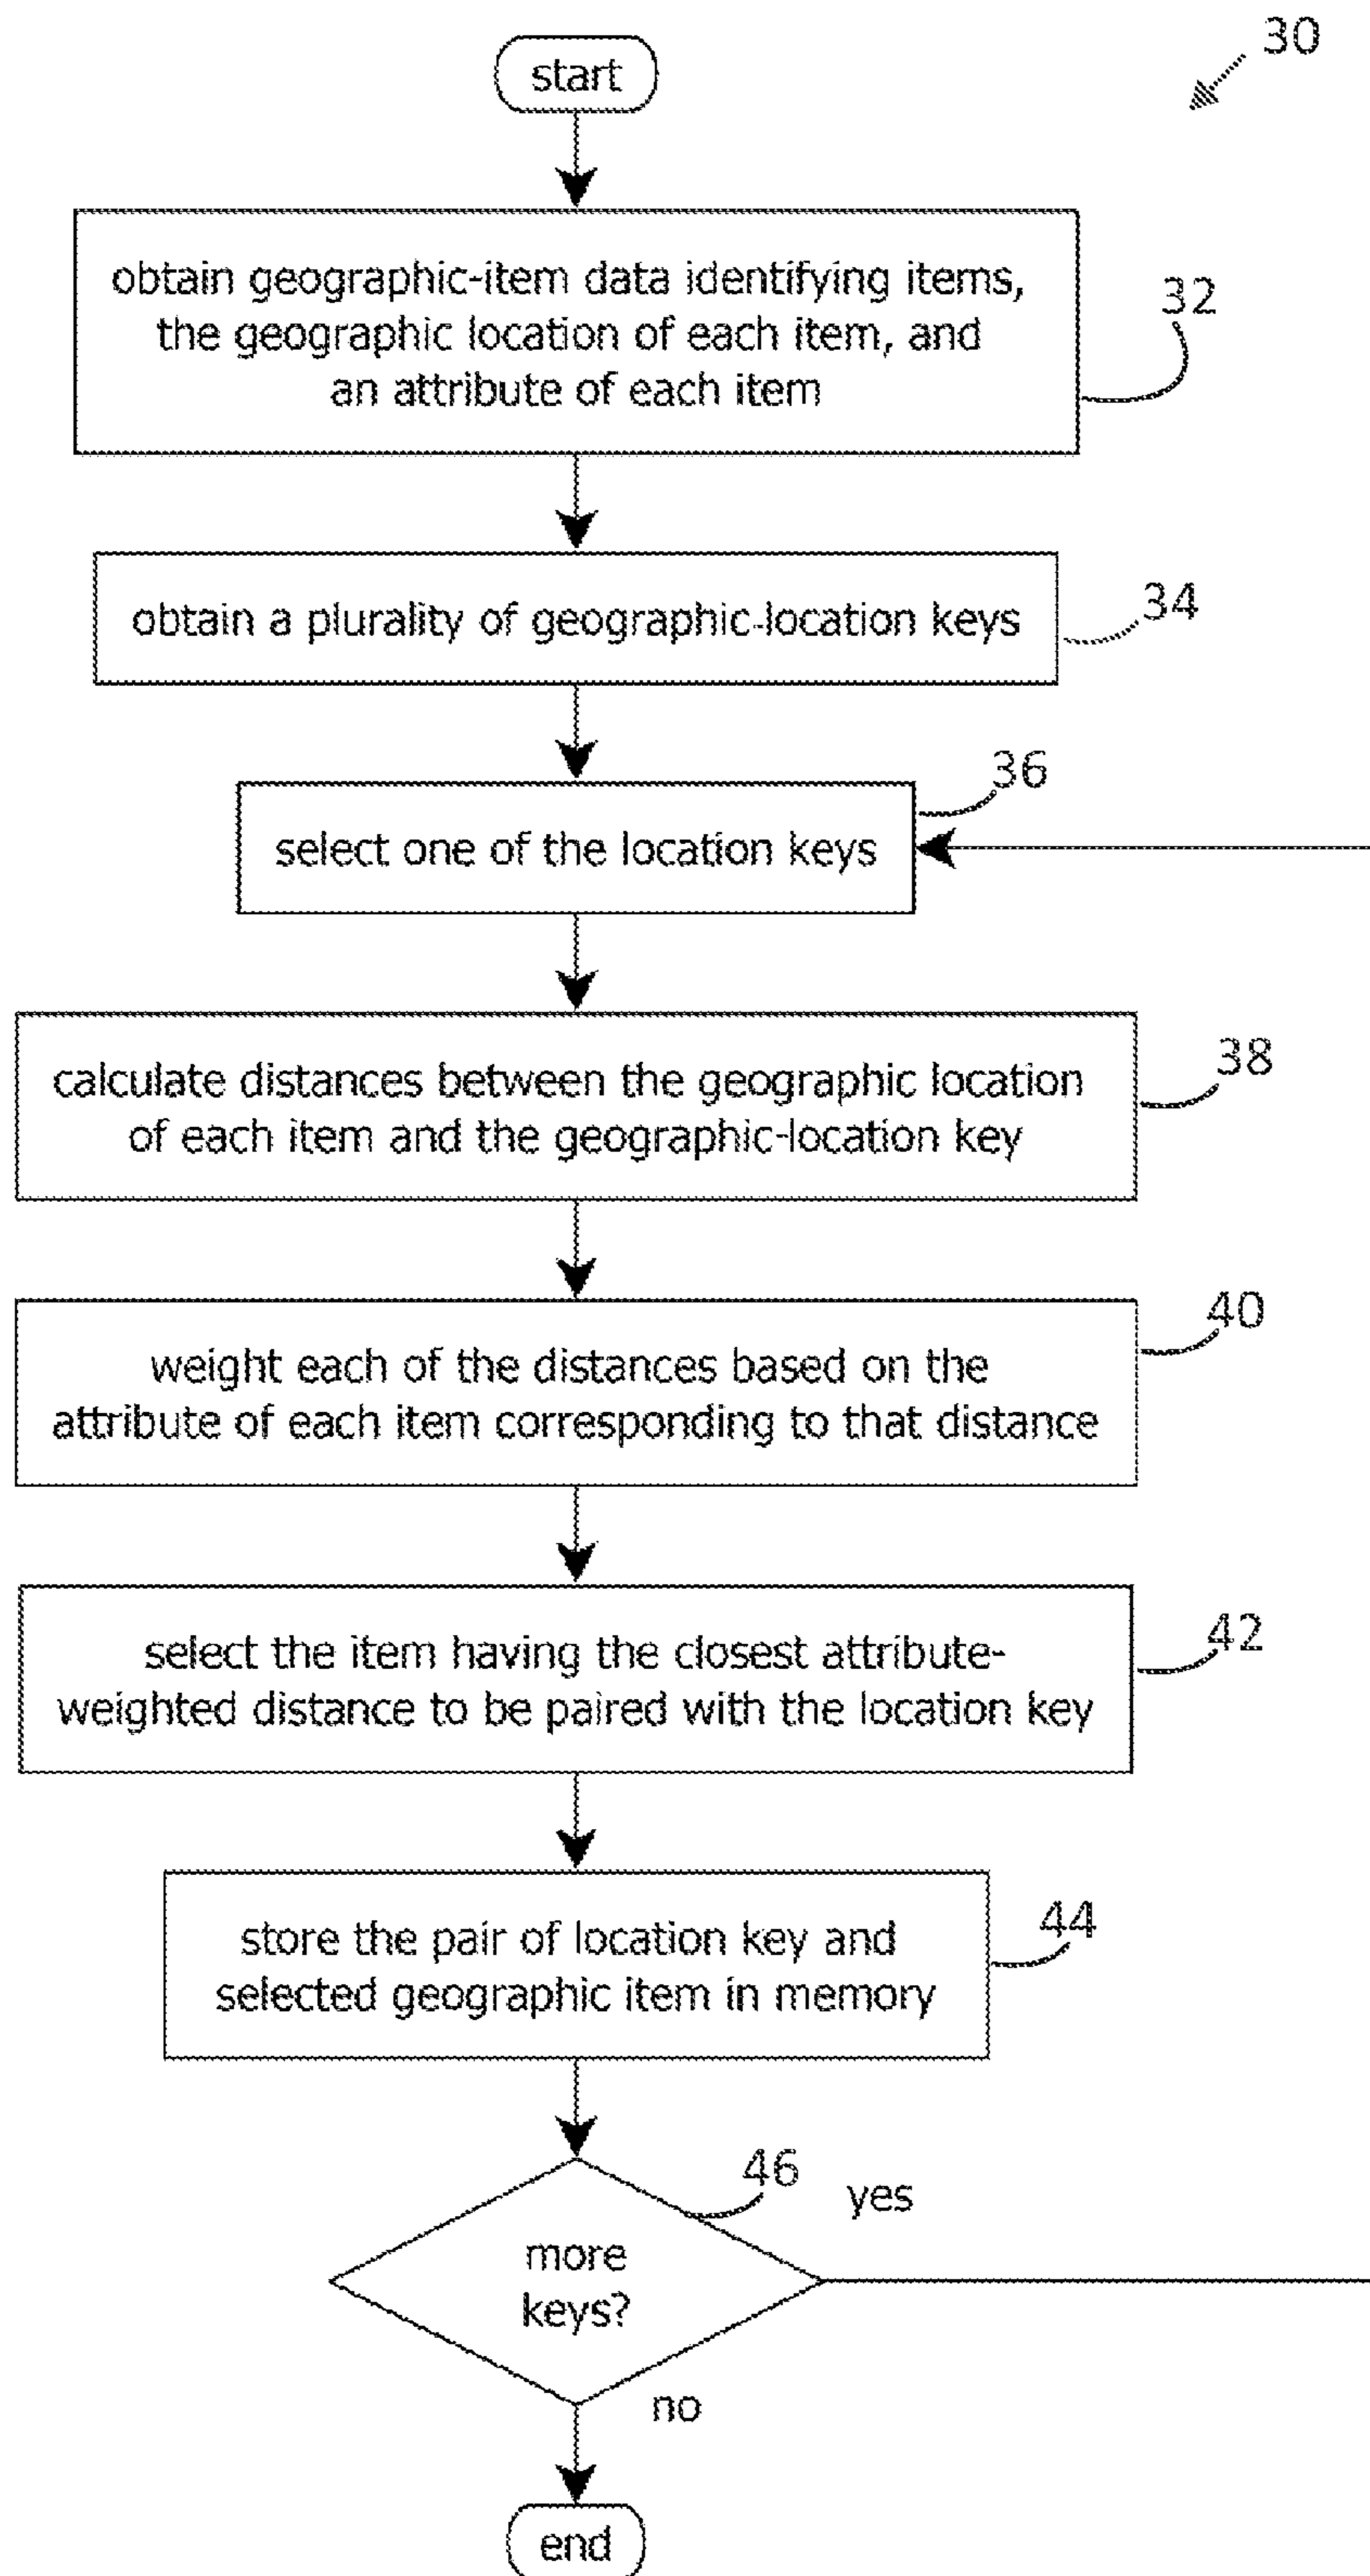 30
start
obtain geographic-item data identifying items,
the geographic location of each item, and
an attribute of each item
32
obtain a plurality of geographic-location keys
34
36
select one of the location keys
calculate distances between the geographic location
of each item and the geographic-location key
38
weight each of the distances based on the
attribute of each item corresponding to that distance
40
select the item having the closest attribute-
weighted distance to be paired with the location key
42
store the pair of location key and
selected geographic item in memory
44
46
yes
more
keys?
no
end